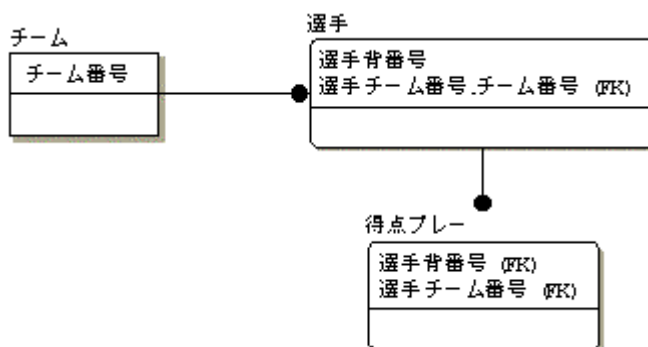 チーム
チーム番号
選手
選手背番号
選手チーム番号.チーム番号 (FK)
得点プレー
選手背番号 (FK)
選手チーム番号 (FK)